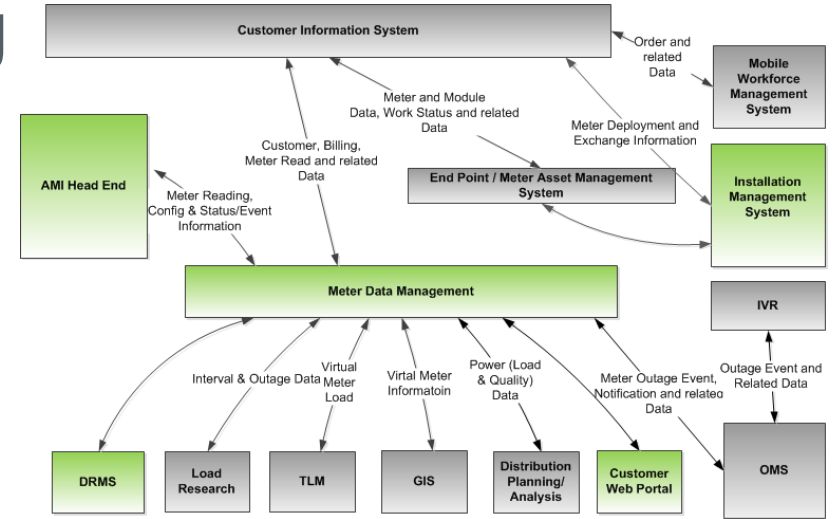 Customer Information System
Order and
related
Data
Mobile
Workforce
Management
System
Meter and Module
Data, Work Status and related
Data
Meter Deployment and
Exchange Information
Customer, Billing,
Meter Read and related
Data
AMI Head End
End Point / Meter Asset Management
System
Installation
Management
System
Meter Reading,
Config & Status/Event
Information
Meter Data Management
IVR
Interval & Outage Data
Virtual
Meter
Load
Virtal Meter
Informatoin
Power (Load
& Quality)
Data
Meter Outage Event,
Notification and related
Data
Outage Event and
Related Data
DRMS
Load
Research
TLM
GIS
Distribution
Planning/
Analysis
Customer
Web Portal
OMS